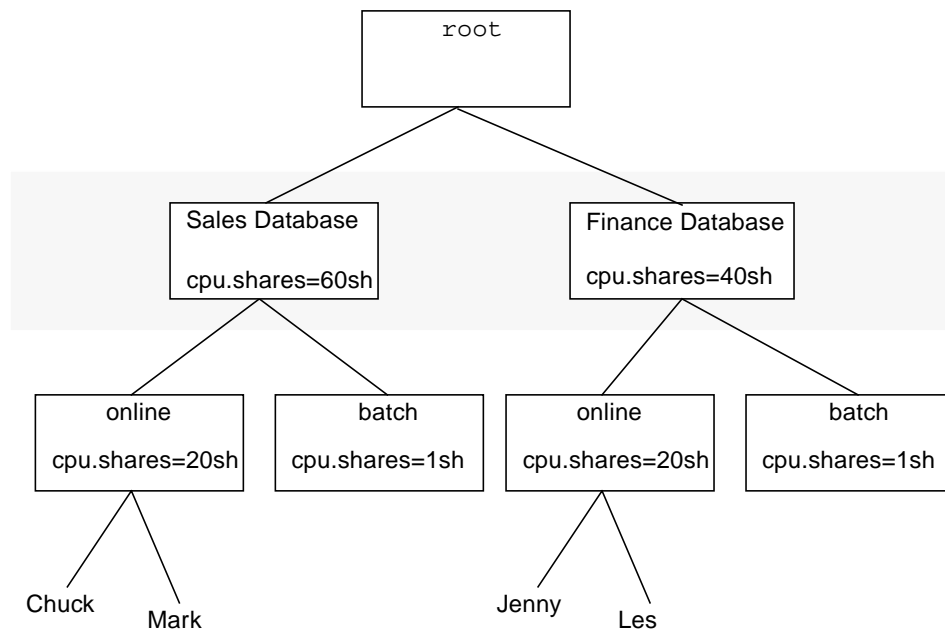 root
Sales Database
cpu.shares=60sh
Finance Database
cpu.shares=40sh
online
cpu.shares=20sh
batch
cpu.shares=1sh
online
cpu.shares=20sh
batch
cpu.shares=1sh
Chuck
Mark
Jenny
Les